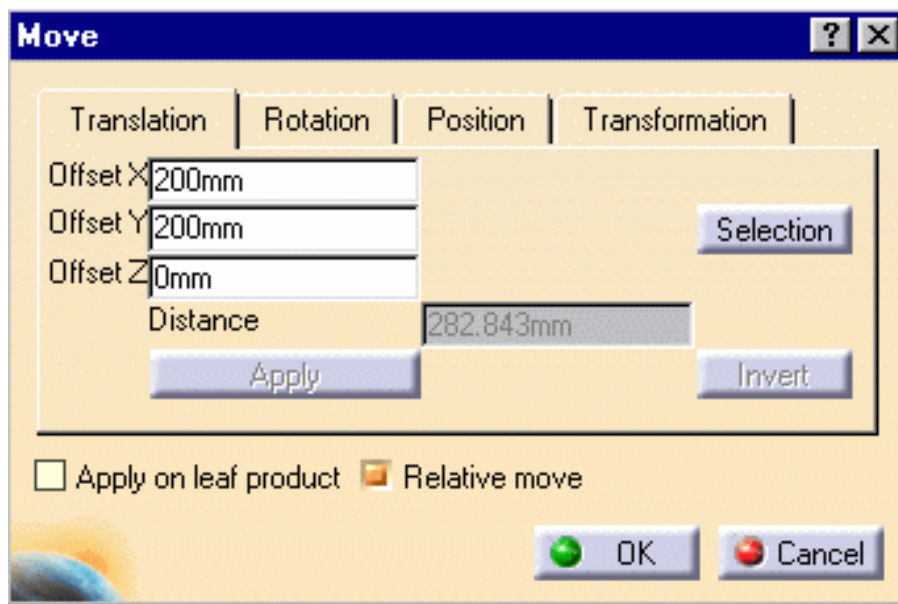 Move ? X
Translation Rotation Position Transformation
Offset X 200mm
Offset Y 200mm
Selection
Offset Z 0mm
Distance 282.843mm
Apply Invert
Apply on leaf product Relative move
OK Cancel